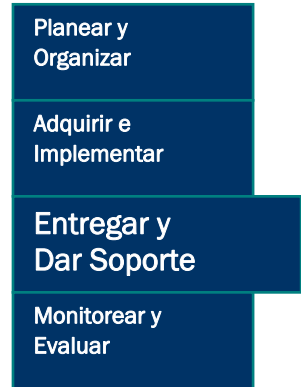 Planear y
Organizar
Adquirir e
Implementar
Entregar y
Dar Soporte
Monitorear y
Evaluar